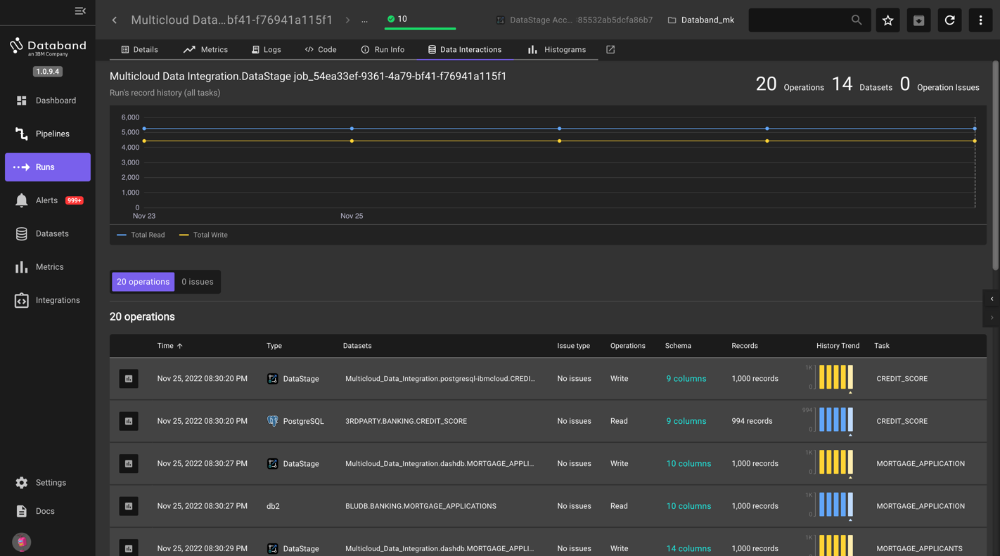 Multicloud Data...bf41-f76941a115f1 > ... 10 DataStage Acc... :85532ab5dcfa86b7 Databand_mk
Databand
an IBM Company
1.0.9.4
Dashboard
Pipelines
Runs
Alerts 999+
Datasets
Metrics
Integrations
Settings
Docs
Details Metrics Logs Code Run Info Data Interactions Histograms
Multicloud Data Integration.DataStage job_54ea33ef-9361-4a79-bf41-f76941a115f1
Run's record history (all tasks)
20 Operations 14 Datasets 0 Operation Issues
6,000
5,000
4,000
3,000
2,000
1,000
0
Nov 23 Nov 25
Total Read Total Write
20 operations 0 issues
20 operations
Time ↑ Type Datasets Issue type Operations Schema Records History Trend Task
Nov 25, 2022 08:30:20 PM DataStage Multicloud_Data_Integration.postgresql-ibmcloud.CREDI... No issues Write 9 columns 1,000 records 1K 0 CREDIT_SCORE
Nov 25, 2022 08:30:20 PM PostgreSQL 3RDPARTY.BANKING.CREDIT_SCORE No issues Read 9 columns 994 records 994 0 CREDIT_SCORE
Nov 25, 2022 08:30:27 PM DataStage Multicloud_Data_Integration.dashdb.MORTGAGE_APPLI... No issues Write 10 columns 1,000 records 1K 0 MORTGAGE_APPLICATION
Nov 25, 2022 08:30:27 PM db2 BLUDB.BANKING.MORTGAGE_APPLICATIONS No issues Read 10 columns 1,000 records 1K 0 MORTGAGE_APPLICATION
Nov 25, 2022 08:30:29 PM DataStage Multicloud_Data_Integration.dashdb.MORTGAGE_APPLI... No issues Write 14 columns 1,000 records 1K MORTGAGE_APPLICANTS